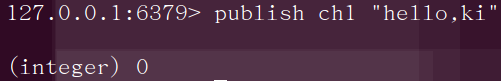 127.0.0.1:6379> publish chl "hello,ki"
(integer) 0